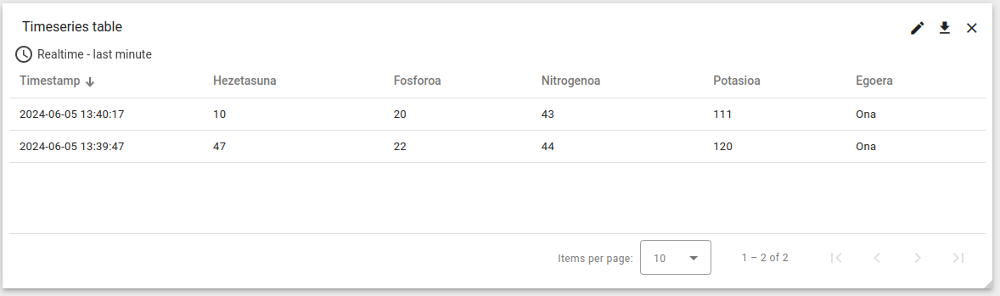 Timeseries table
Realtime - last minute
Timestamp Hezetasuna Fosforoa Nitrogenoa Potasioa Egoera
2024-06-05 13:40:17 10 20 43 111 Ona
2024-06-05 13:39:47 47 22 44 120 Ona
Items per page: 10 1 – 2 of 2